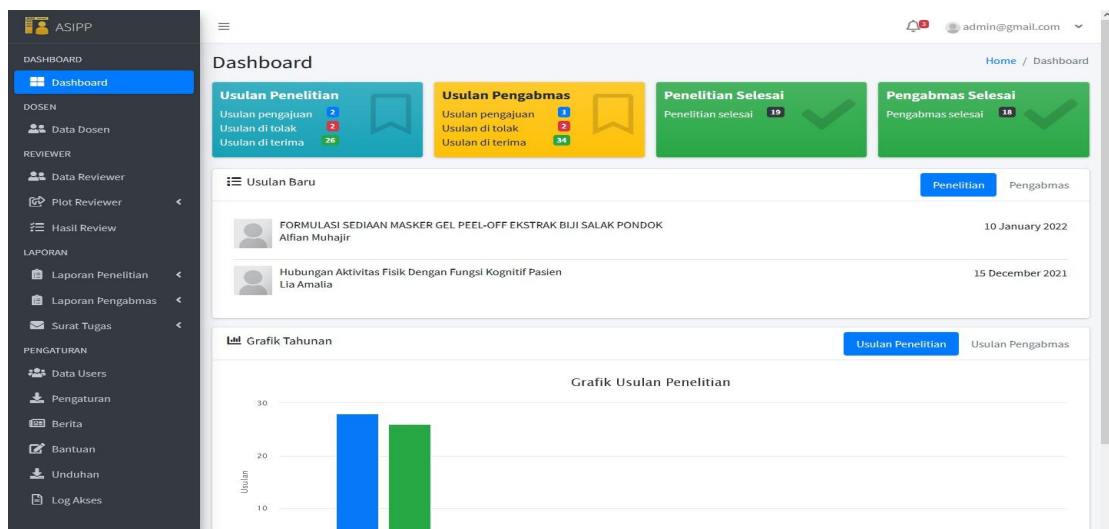 ASIPP
3
admin@gmail.com
DASHBOARD
Dashboard
DOSEN
Data Dosen
REVIEWER
Data Reviewer
Plot Reviewer
Hasil Review
LAPORAN
Laporan Penelitian
Laporan Pengabmas
Surat Tugas
PENGATURAN
Data Users
Pengaturan
Berita
Bantuan
Unduhan
Log Akses
Dashboard
Home / Dashboard
Usulan Penelitian
Usulan pengajuan 2
Usulan di tolak 2
Usulan di terima 26
Usulan Pengabmas
Usulan pengajuan 1
Usulan di tolak 2
Usulan di terima 34
Penelitian Selesai
Penelitian selesai 19
Pengabmas Selesai
Pengabmas selesai 18
Usulan Baru
Penelitian Pengabmas
FORMULASI SEDIAAN MASKER GEL PEEL-OFF EKSTRAK BIJI SALAK PONDOK
Alfian Muhajir
10 January 2022
Hubungan Aktivitas Fisik Dengan Fungsi Kognitif Pasien
Lia Amalia
15 December 2021
Grafik Tahunan
Usulan Penelitian Usulan Pengabmas
Grafik Usulan Penelitian
30
20
10
Usulan